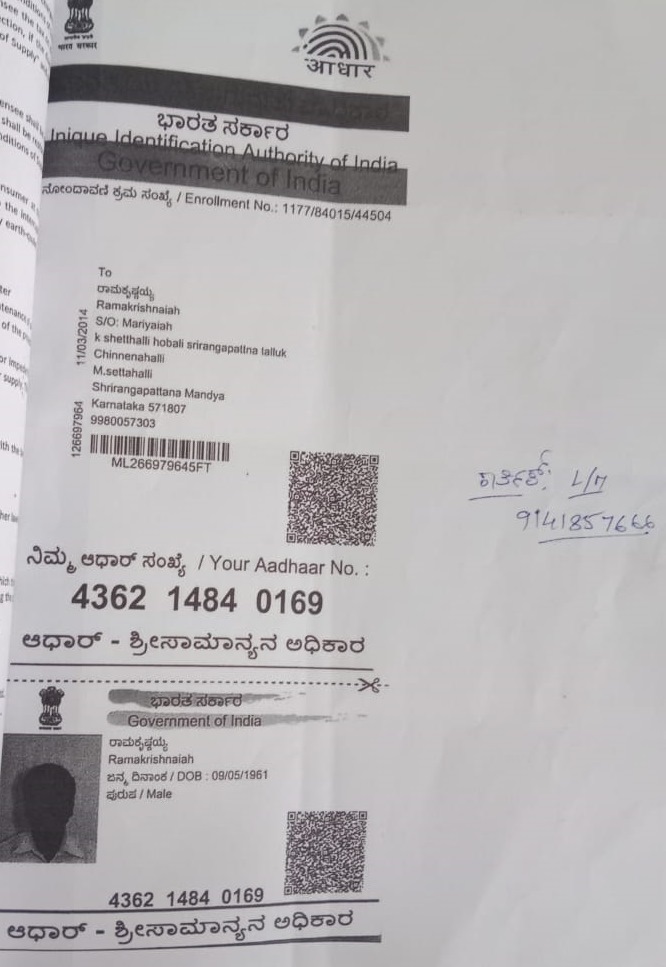 भारत सरकार
आधार
ಭಾರತ ಸರ್ಕಾರ
Unique Identification Authority of India
Government of India
ನೋಂದಾವಣೆ ಕ್ರಮ ಸಂಖ್ಯೆ / Enrollment No.: 1177/84015/44504
To
ರಾಮಕೃಷ್ಣಯ್ಯ
Ramakrishnaiah
S/O: Mariyaiah
k shetthalli hobali srirangapattna talluk
Chinnenahalli
M.settahalli
Shrirangapattana Mandya
Karnataka 571807
9980057303
11/03/2014
126697964
ML266979645FT
ನಿಮ್ಮ ಆಧಾರ್ ಸಂಖ್ಯೆ / Your Aadhaar No. :
4362 1484 0169
ಆಧಾರ್ - ಶ್ರೀಸಾಮಾನ್ಯನ ಅಧಿಕಾರ
ಭಾರತ ಸರ್ಕಾರ
Government of India
ರಾಮಕೃಷ್ಣಯ್ಯ
Ramakrishnaiah
ಜನ್ಮ ದಿನಾಂಕ / DOB : 09/05/1961
ಪುರುಷ / Male
4362 1484 0169
ಆಧಾರ್ - ಶ್ರೀಸಾಮಾನ್ಯನ ಅಧಿಕಾರ
ಕಾರ್ತಿಕ್: L/M
9141857666